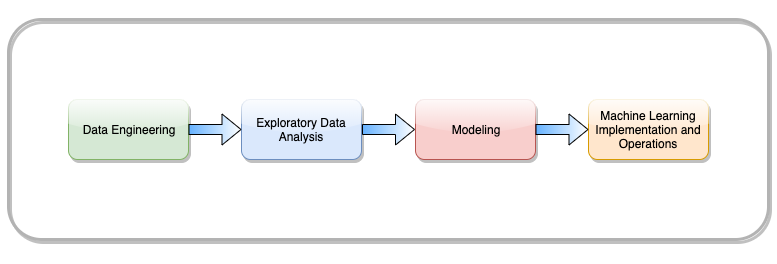 Data Engineering
Exploratory Data
Analysis
Modeling
Machine Learning
Implementation and
Operations